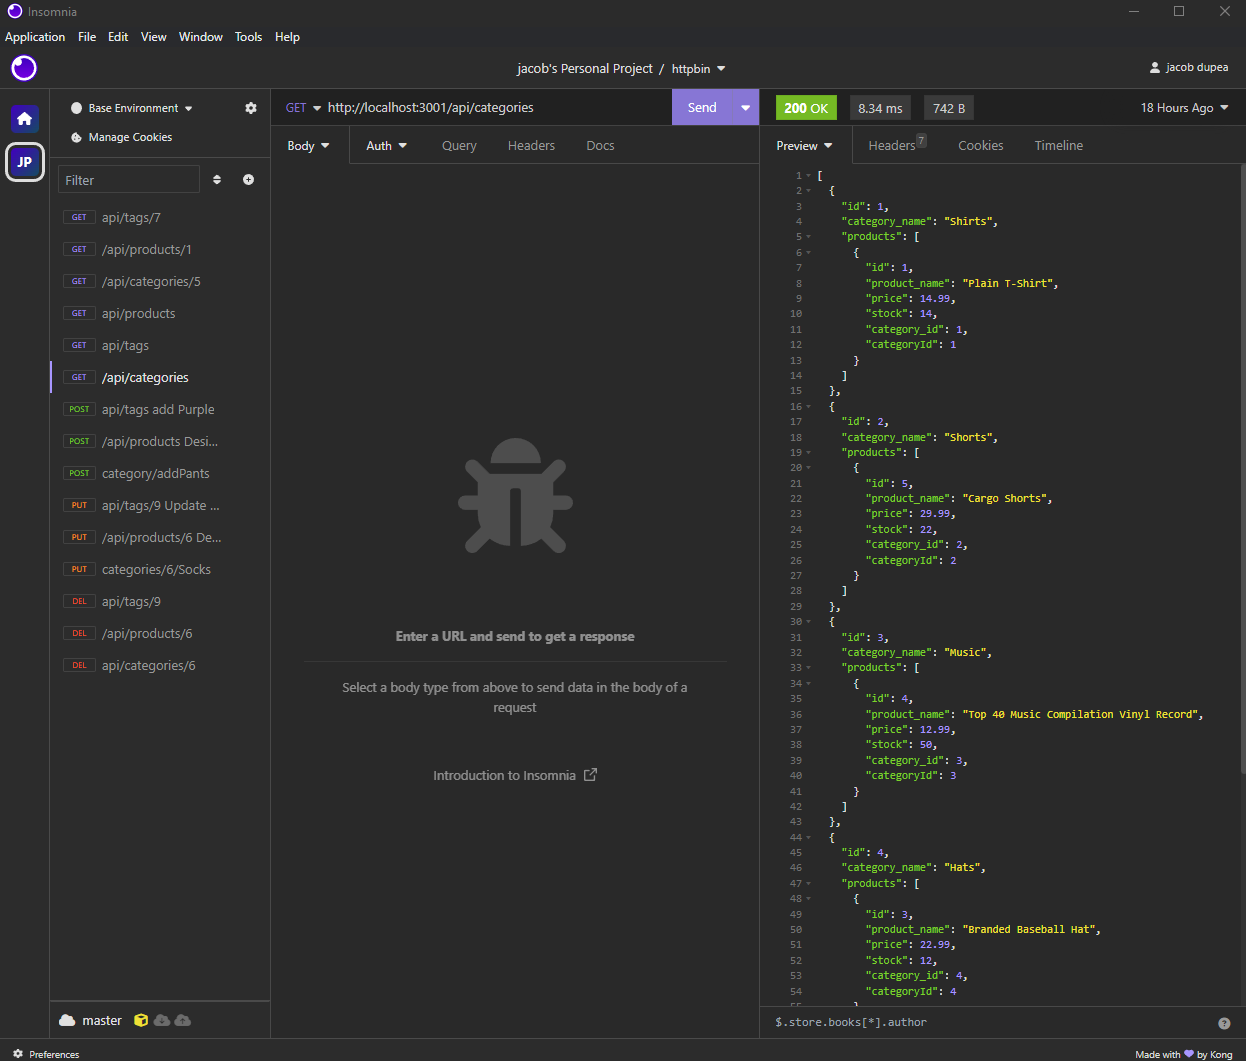 Insomnia
Application File Edit View Window Tools Help
jacob's Personal Project / httpbin
jacob dupea
JP
Base Environment
Manage Cookies
Filter
GET api/tags/7
GET /api/products/1
GET /api/categories/5
GET api/products
GET api/tags
GET /api/categories
POST api/tags add Purple
POST /api/products Desi...
POST category/addPants
PUT api/tags/9 Update ...
PUT /api/products/6 De...
PUT categories/6/Socks
DEL api/tags/9
DEL /api/products/6
DEL api/categories/6
master
Preferences
GET http://localhost:3001/api/categories Send
Body Auth Query Headers Docs
Enter a URL and send to get a response
Select a body type from above to send data in the body of a
request
Introduction to Insomnia
200 OK 8.34 ms 742 B 18 Hours Ago
Preview Headers 7 Cookies Timeline
1 [
2 {
3 "id": 1,
4 "category_name": "Shirts",
5 "products": [
6 {
7 "id": 1,
8 "product_name": "Plain T-Shirt",
9 "price": 14.99,
10 "stock": 14,
11 "category_id": 1,
12 "categoryId": 1
13 }
14 ]
15 },
16 {
17 "id": 2,
18 "category_name": "Shorts",
19 "products": [
20 {
21 "id": 5,
22 "product_name": "Cargo Shorts",
23 "price": 29.99,
24 "stock": 22,
25 "category_id": 2,
26 "categoryId": 2
27 }
28 ]
29 },
30 {
31 "id": 3,
32 "category_name": "Music",
33 "products": [
34 {
35 "id": 4,
36 "product_name": "Top 40 Music Compilation Vinyl Record",
37 "price": 12.99,
38 "stock": 50,
39 "category_id": 3,
40 "categoryId": 3
41 }
42 ]
43 },
44 {
45 "id": 4,
46 "category_name": "Hats",
47 "products": [
48 {
49 "id": 3,
50 "product_name": "Branded Baseball Hat",
51 "price": 22.99,
52 "stock": 12,
53 "category_id": 4,
54 "categoryId": 4
$.store.books[*].author
Made with by Kong